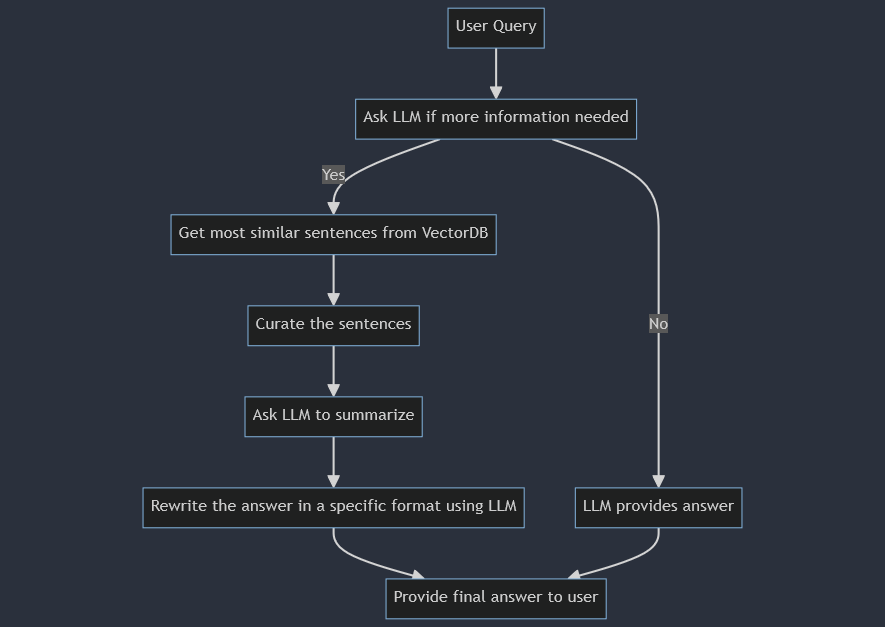 User Query
Ask LLM if more information needed
Yes
Get most similar sentences from VectorDB
Curate the sentences
No
Ask LLM to summarize
Rewrite the answer in a specific format using LLM
LLM provides answer
Provide final answer to user